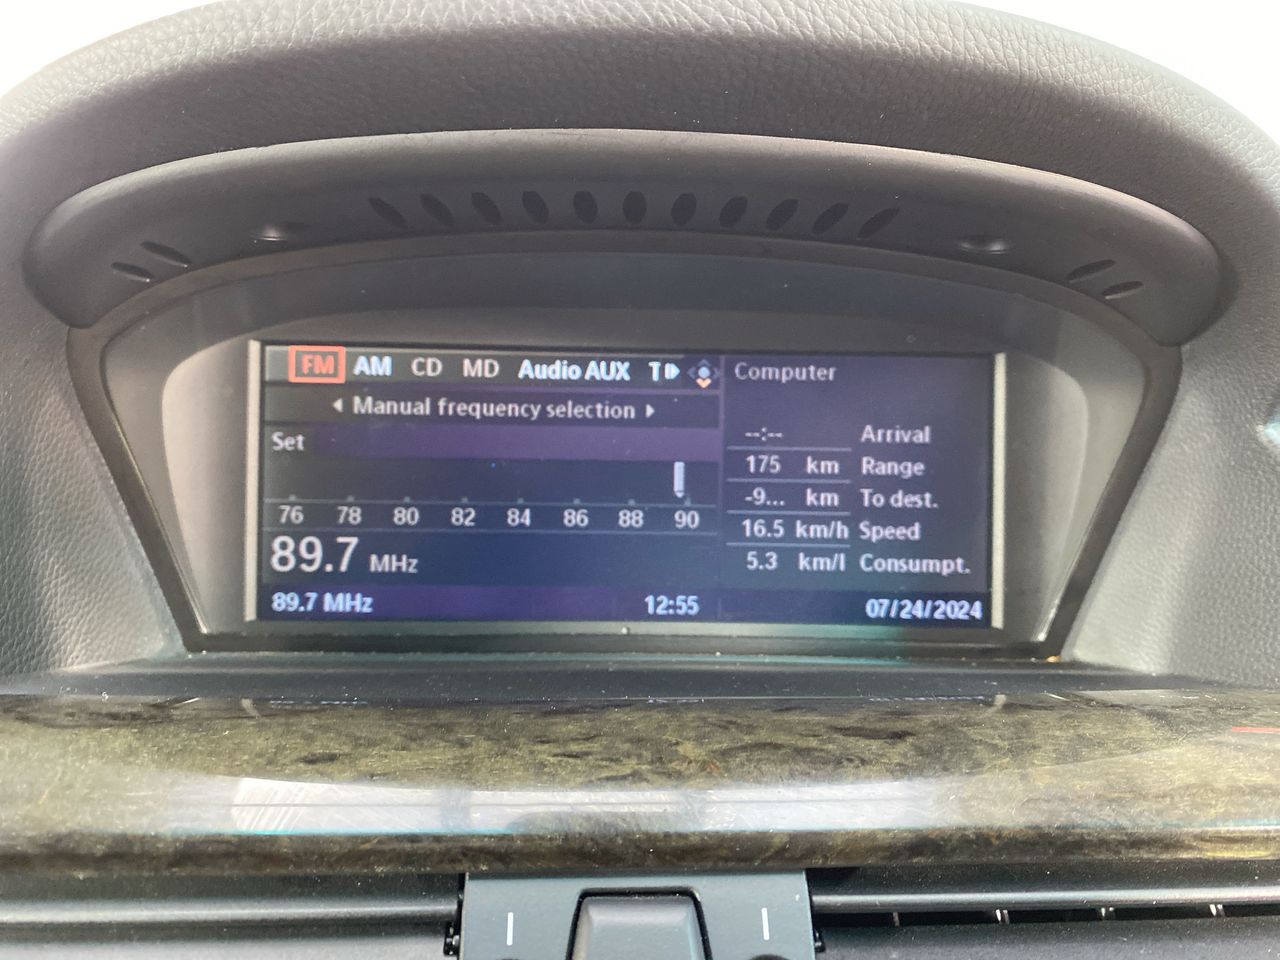 FM AM CD MD Audio AUX T
Manual frequency selection
Set
76 78 80 82 84 86 88 90
89.7 MHz
89.7 MHz 12:55
Computer
--:-- Arrival
175 km Range
-9... km To dest.
16.5 km/h Speed
5.3 km/l Consumpt.
07/24/2024